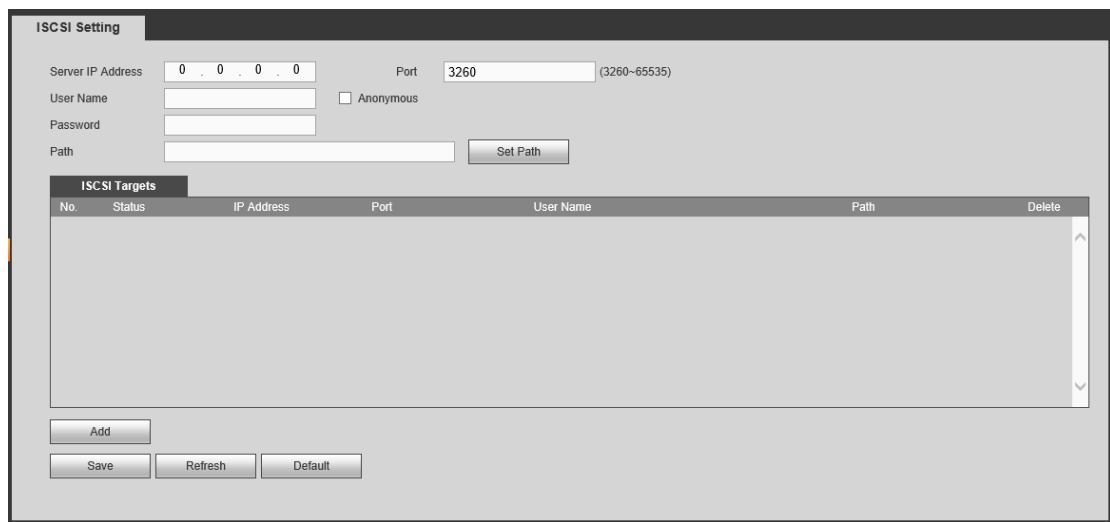 ISCSI Setting
Server IP Address 0 . 0 . 0 . 0 Port 3260 (3260~65535)
User Name Anonymous
Password
Path Set Path
ISCSI Targets
No. Status IP Address Port User Name Path Delete
Add
Save Refresh Default